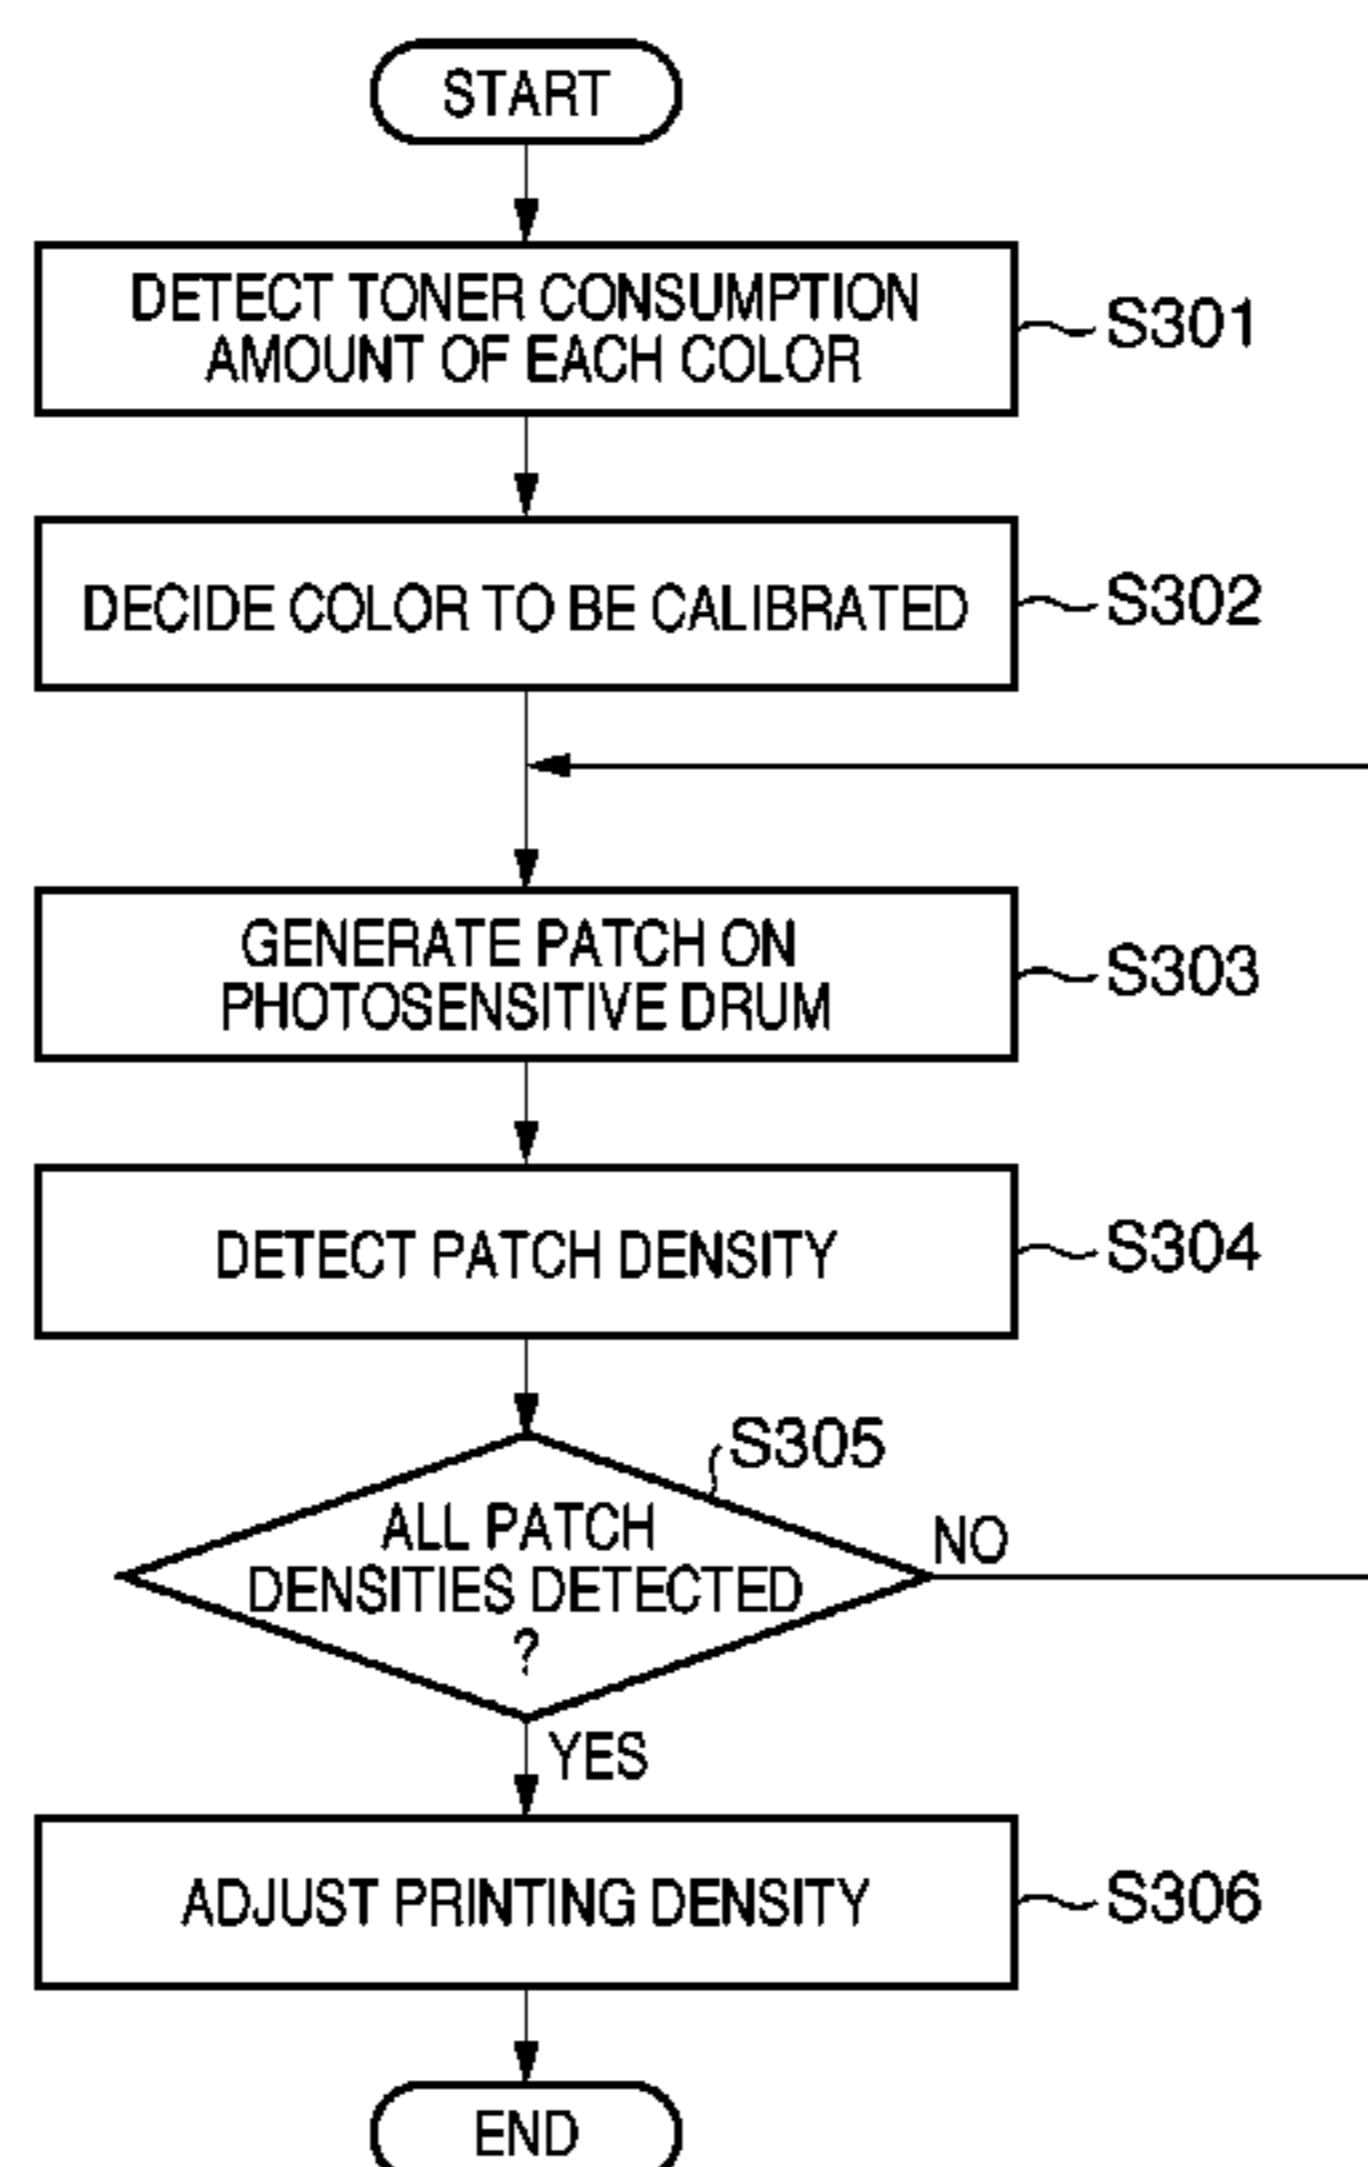 START
DETECT TONER CONSUMPTION
AMOUNT OF EACH COLOR
S301
DECIDE COLOR TO BE CALIBRATED
S302
GENERATE PATCH ON
PHOTOSENSITIVE DRUM
S303
DETECT PATCH DENSITY
S304
S305
ALL PATCH
DENSITIES DETECTED
?
NO
YES
ADJUST PRINTING DENSITY
S306
END